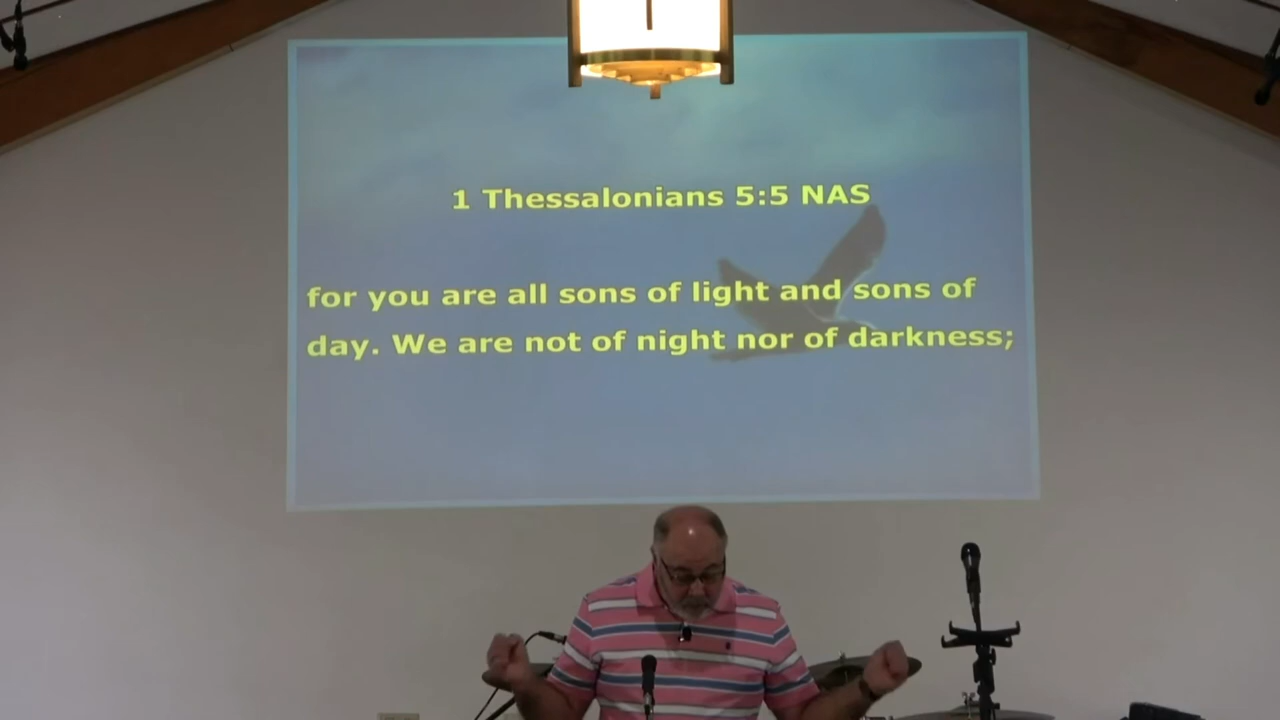 1 Thessalonians 5:5 NAS
for you are all sons of light and sons of
day. We are not of night nor of darkness;